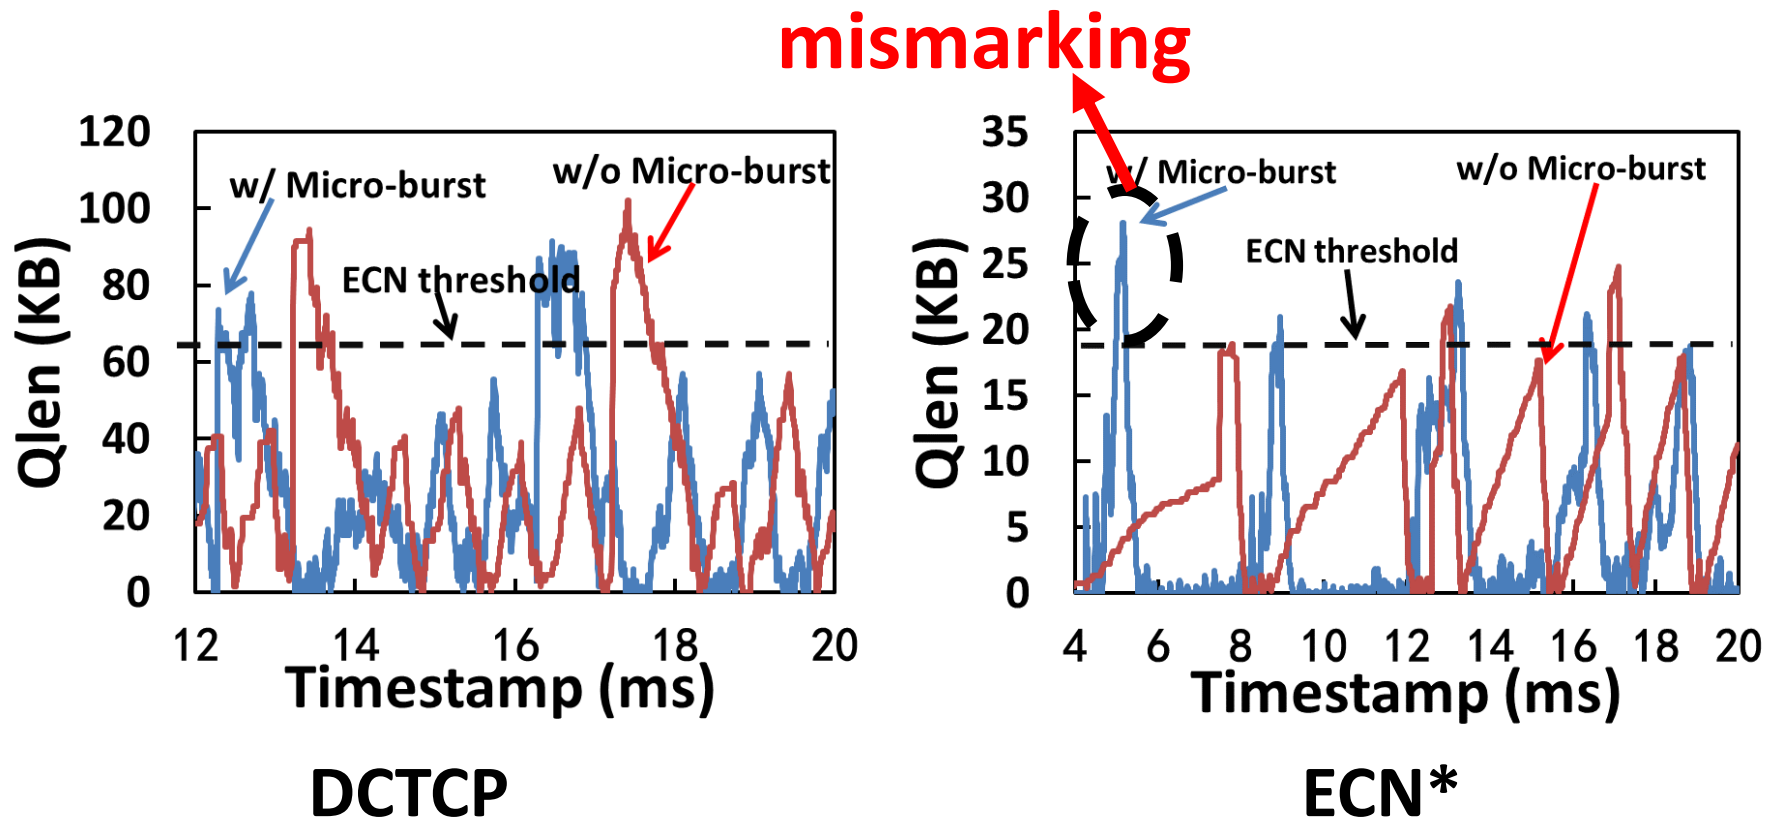 mismarking
120
100
80
60
40
20
0
Qlen (KB)
w/ Micro-burst
w/o Micro-burst
ECN threshold
12 14 16 18 20
Timestamp (ms)
DCTCP
35
30
25
20
15
10
5
0
Qlen (KB)
w/ Micro-burst
w/o Micro-burst
ECN threshold
4 6 8 10 12 14 16 18 20
Timestamp (ms)
ECN*